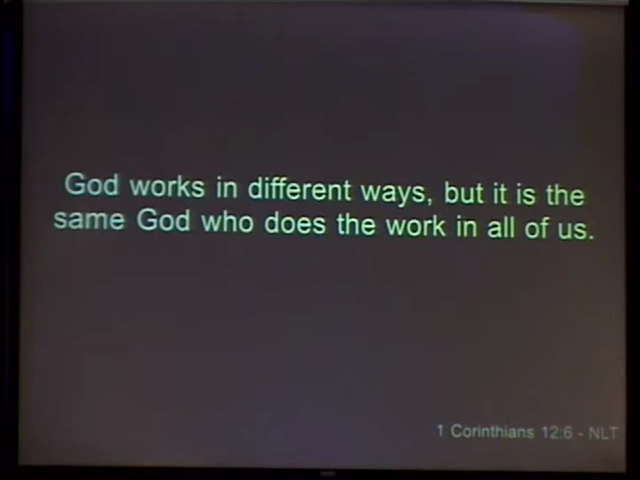 God works in different ways, but it is the
same God who does the work in all of us.
1 Corinthians 12:6 - NLT